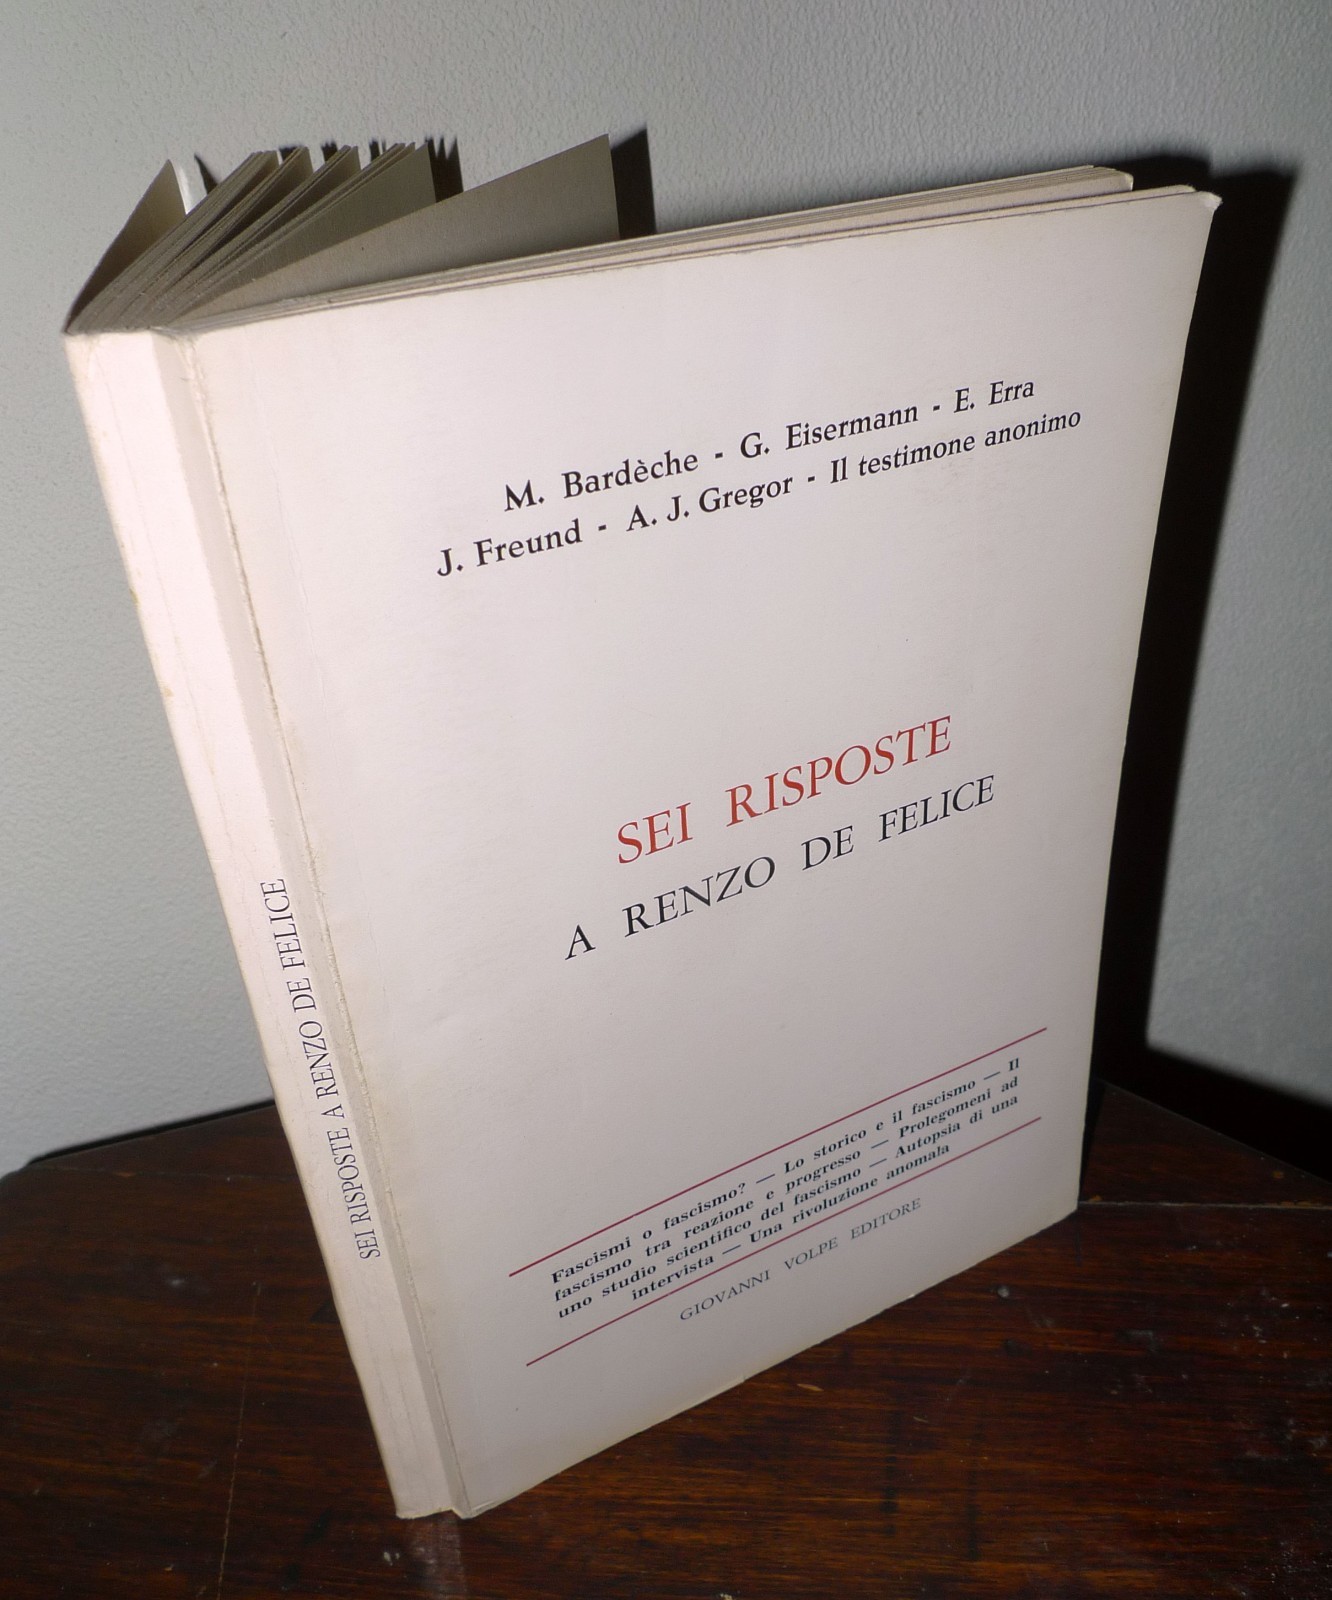 M. Bardèche - G. Eisermann - E. Erra
J. Freund - A. J. Gregor - Il testimone anonimo
SEI RISPOSTE
A RENZO DE FELICE
Fascismi o fascismo? — Lo storico e il fascismo — Il
fascismo tra reazione e progresso — Prolegomeni ad
uno studio scientifico del fascismo — Autopsia di una
intervista — Una rivoluzione anomala
GIOVANNI VOLPE EDITORE
SEI RISPOSTE A RENZO DE FELICE